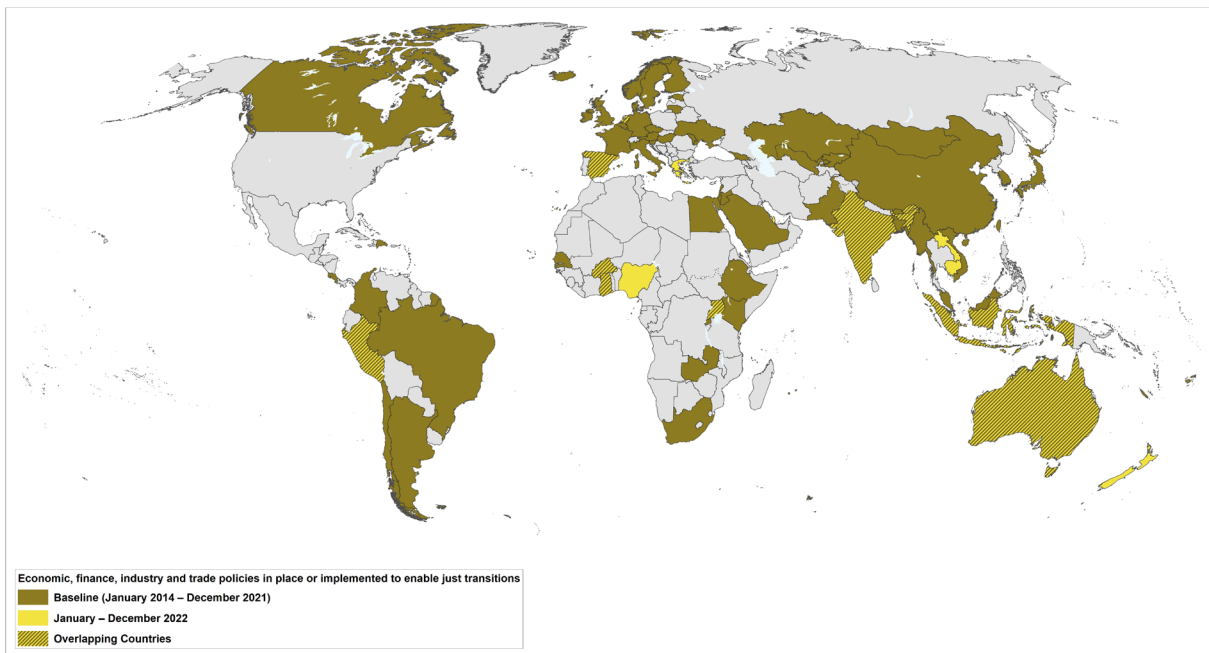 Economic, finance, industry and trade policies in place or implemented to enable just transitions
Baseline (January 2014 – December 2021)
January – December 2022
Overlapping Countries